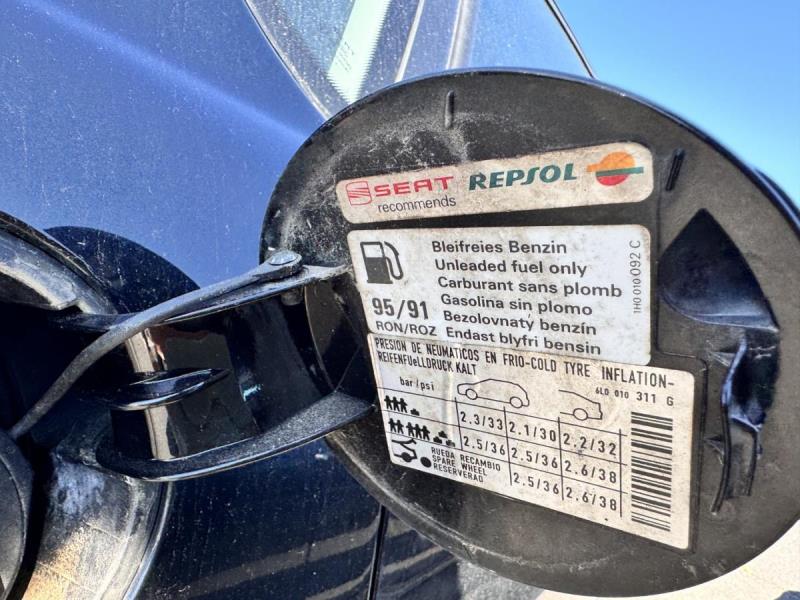 SEAT REPSOL
recommends
Bleifreies Benzin
Unleaded fuel only
Carburant sans plomb
95/91 Gasolina sin plomo
RON/ROZ Bezolovnatý benzín
Endast blyfri bensin
1H0 010 092 C
PRESION DE NEUMATICOS EN FRIO-COLD TYRE INFLATION-
REIFENFUeLLDRUCK KALT
6L0 010 311 G
bar/psi
2.3/33 2.1/30 2.2/32
2.5/36 2.5/36 2.6/38
RUEDA RECAMBIO
SPARE WHEEL
RESERVERAD
2.5/36 2.6/38